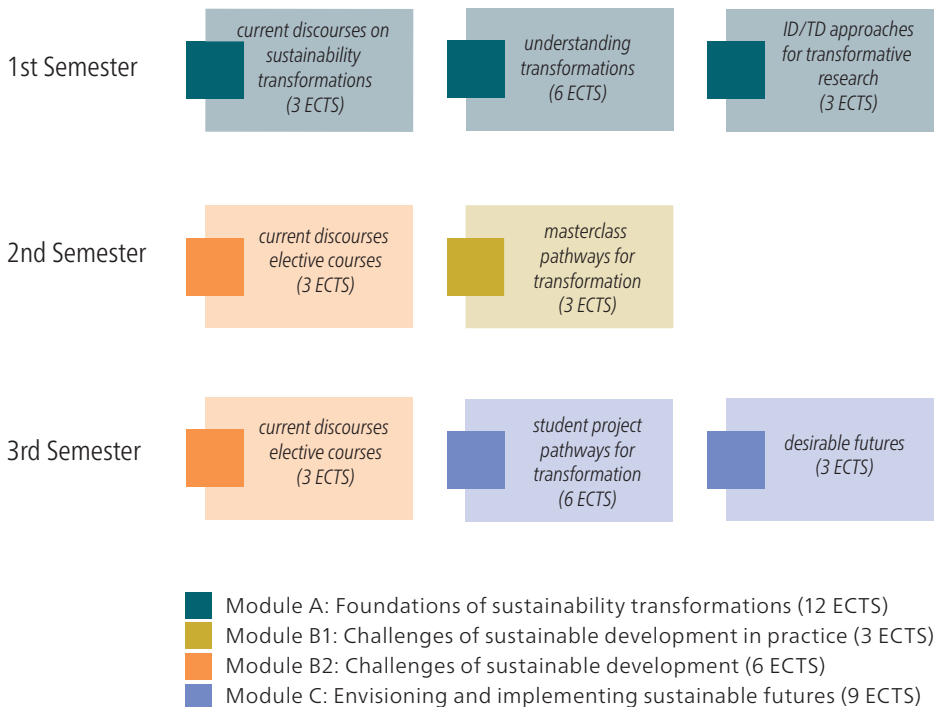 1st Semester
current discourses on
sustainability
transformations
(3 ECTS)
understanding
transformations
(6 ECTS)
ID/TD approaches
for transformative
research
(3 ECTS)
2nd Semester
current discourses
elective courses
(3 ECTS)
masterclass
pathways for
transformation
(3 ECTS)
3rd Semester
current discourses
elective courses
(3 ECTS)
student project
pathways for
transformation
(6 ECTS)
desirable futures
(3 ECTS)
Module A: Foundations of sustainability transformations (12 ECTS)
Module B1: Challenges of sustainable development in practice (3 ECTS)
Module B2: Challenges of sustainable development (6 ECTS)
Module C: Envisioning and implementing sustainable futures (9 ECTS)